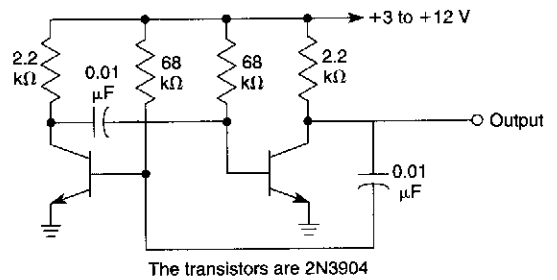 +3 to +12 V
2.2
kΩ
0.01
μF
68
kΩ
68
kΩ
2.2
kΩ
Output
0.01
μF
The transistors are 2N3904